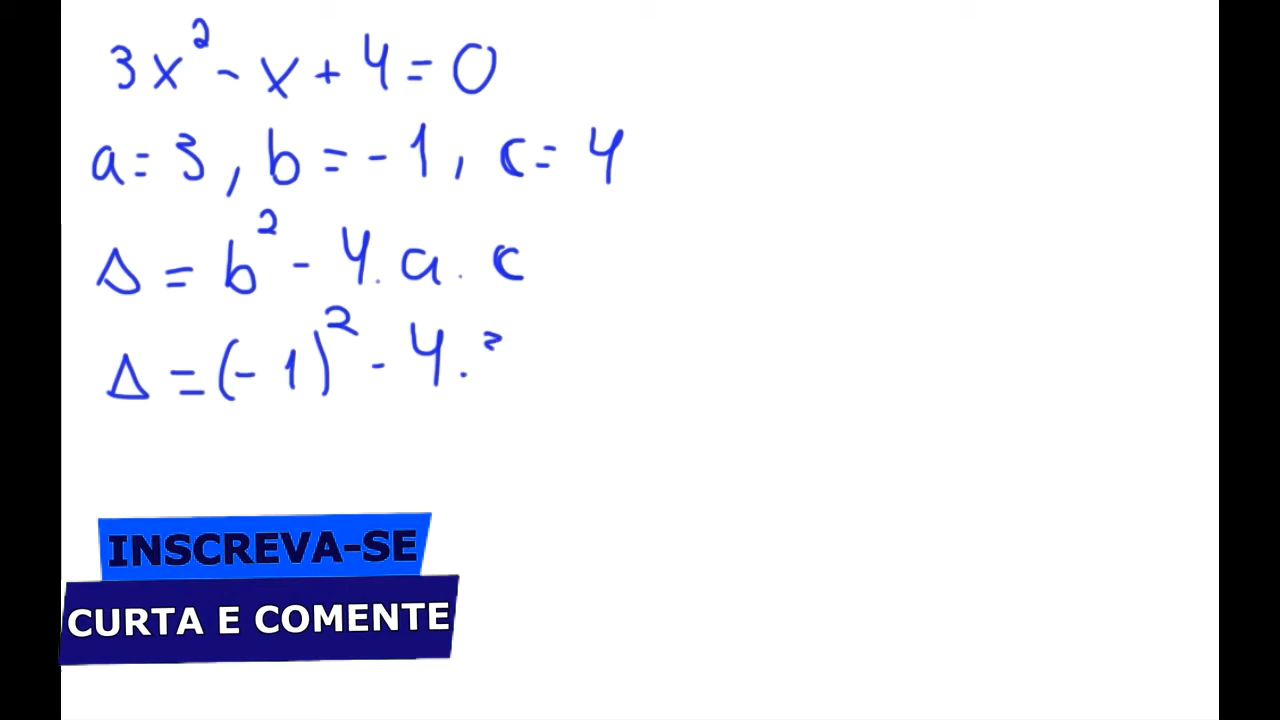 3x² - x + 4 = 0
a = 3, b = -1, c = 4
Δ = b² - 4 . a . c
Δ = (-1)² - 4 .
INSCREVA-SE
CURTA E COMENTE